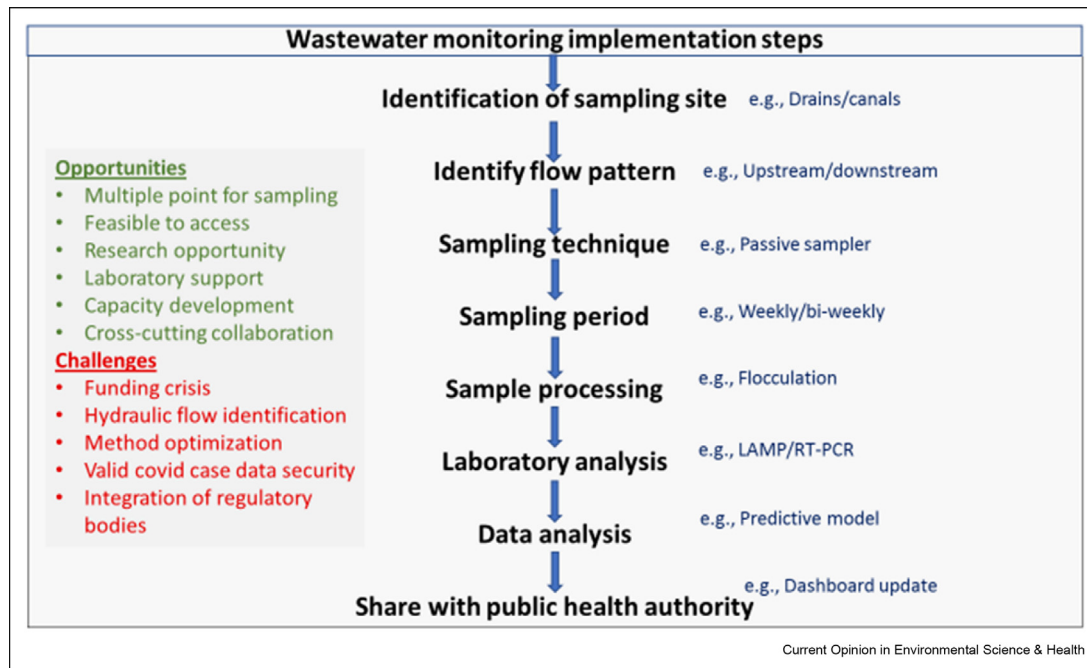 Wastewater monitoring implementation steps
Identification of sampling site e.g., Drains/canals
Identify flow pattern e.g., Upstream/downstream
Sampling technique e.g., Passive sampler
Sampling period e.g., Weekly/bi-weekly
Sample processing e.g., Flocculation
Laboratory analysis e.g., LAMP/RT-PCR
Data analysis e.g., Predictive model
Share with public health authority e.g., Dashboard update
Opportunities
• Multiple point for sampling
• Feasible to access
• Research opportunity
• Laboratory support
• Capacity development
• Cross-cutting collaboration
Challenges
• Funding crisis
• Hydraulic flow identification
• Method optimization
• Valid covid case data security
• Integration of regulatory
bodies
Current Opinion in Environmental Science & Health